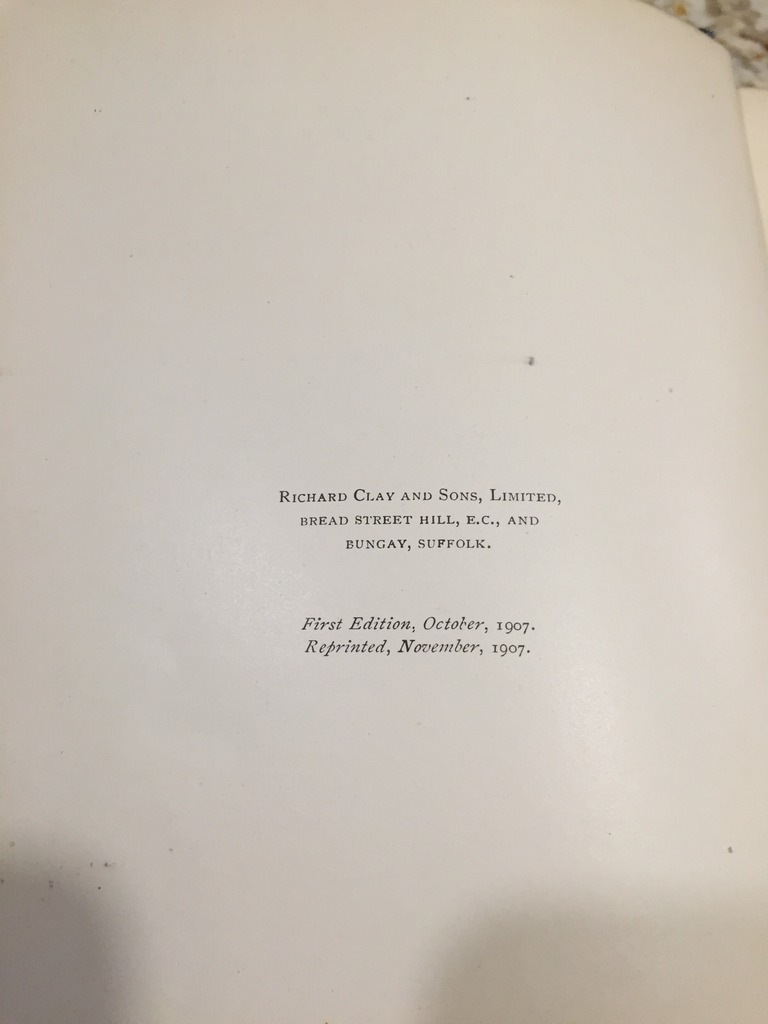 Richard Clay and Sons, Limited,
BREAD STREET HILL, E.C., AND
BUNGAY, SUFFOLK.
First Edition, October, 1907.
Reprinted, November, 1907.